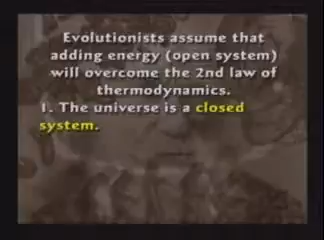 Evolutionists assume that
adding energy (open system)
will overcome the 2nd law of
thermodynamics.
1. The universe is a closed
system.